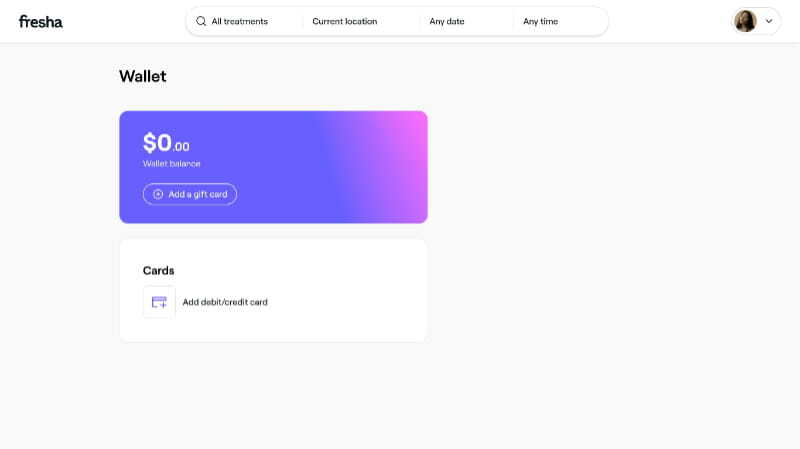 fresha
All treatments
Current location
Any date
Any time
Wallet
$0.00
Wallet balance
Add a gift card
Cards
Add debit/credit card